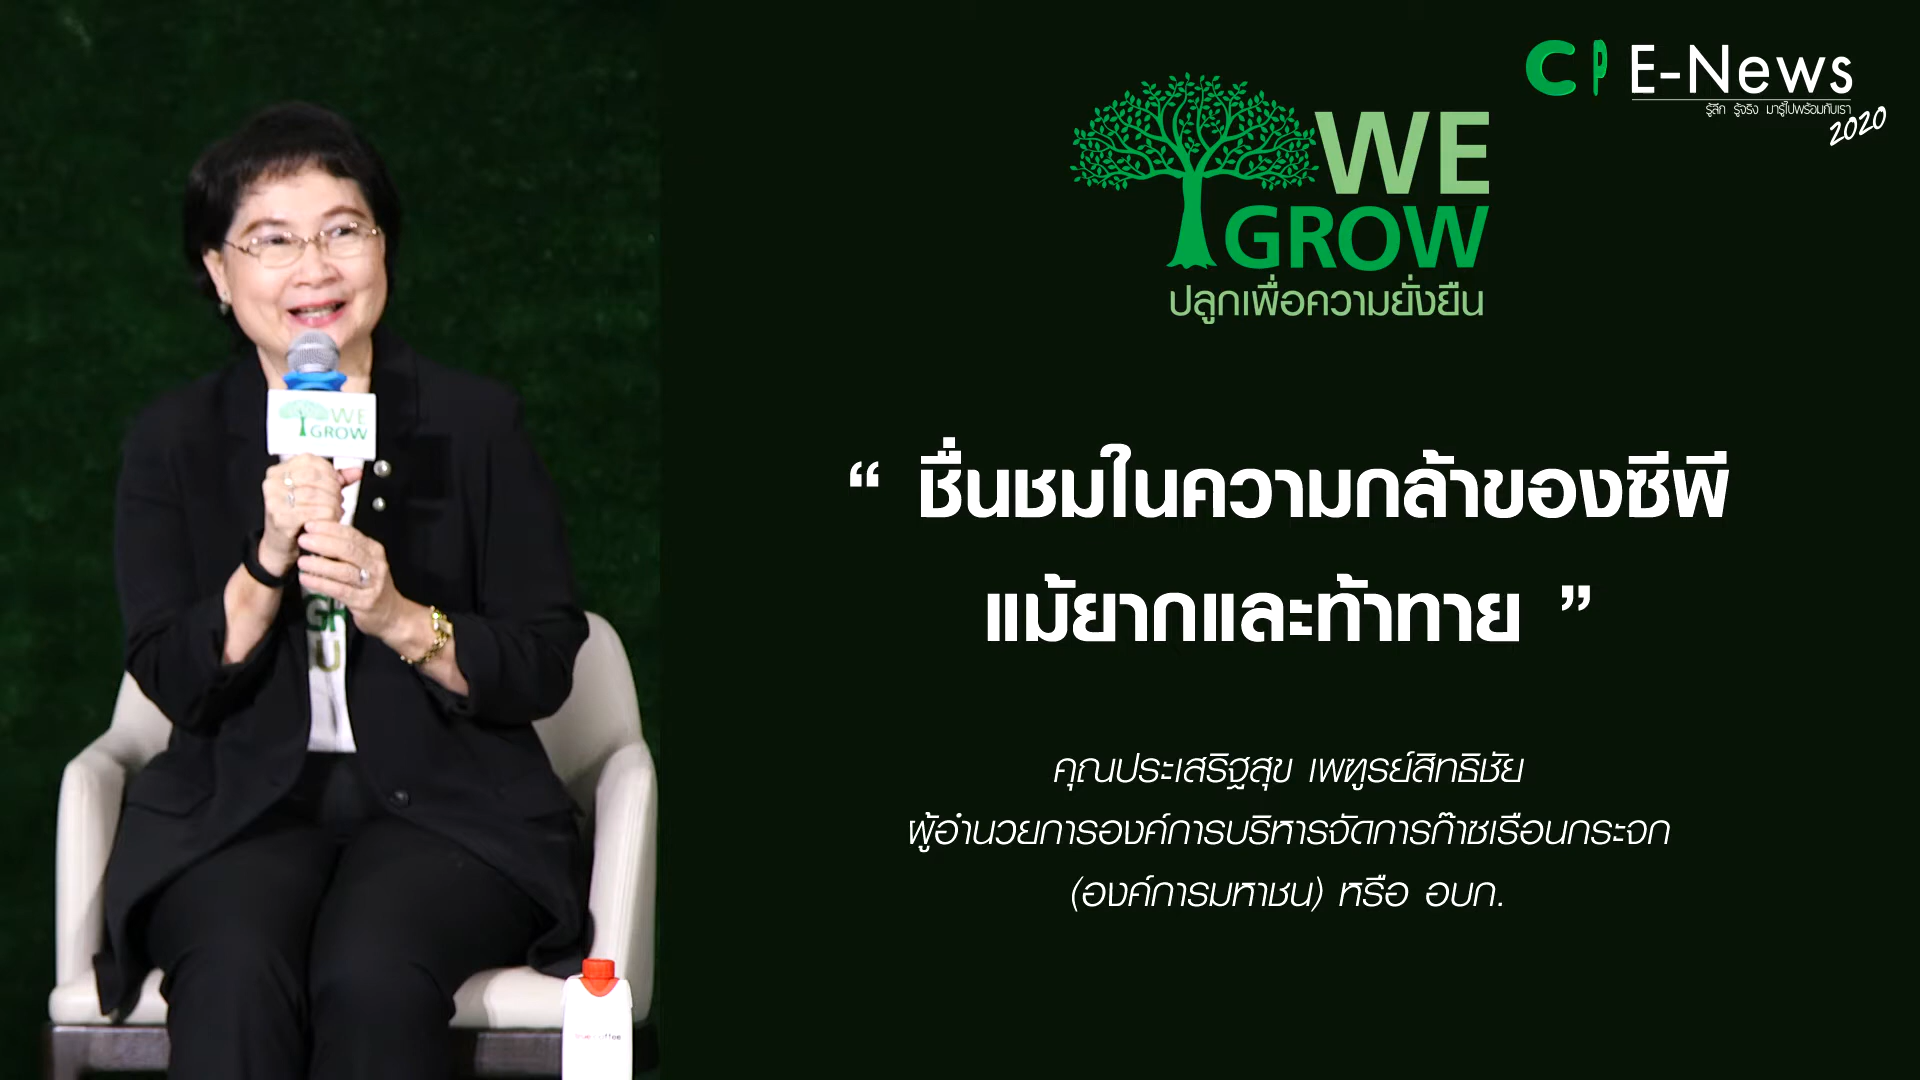 CP E-News
รู้ลึก รู้จริง มารู้ไปพร้อมกับเรา
2020
WE
GROW
ปลูกเพื่อความยั่งยืน
WE
GROW
“ ชื่นชมในความกล้าของซีพี
แม้ยากและท้าทาย ”
คุณประเสริฐสุข เพฑูรย์สิทธิชัย
ผู้อำนวยการองค์การบริหารจัดการก๊าซเรือนกระจก
(องค์การมหาชน) หรือ อบก.